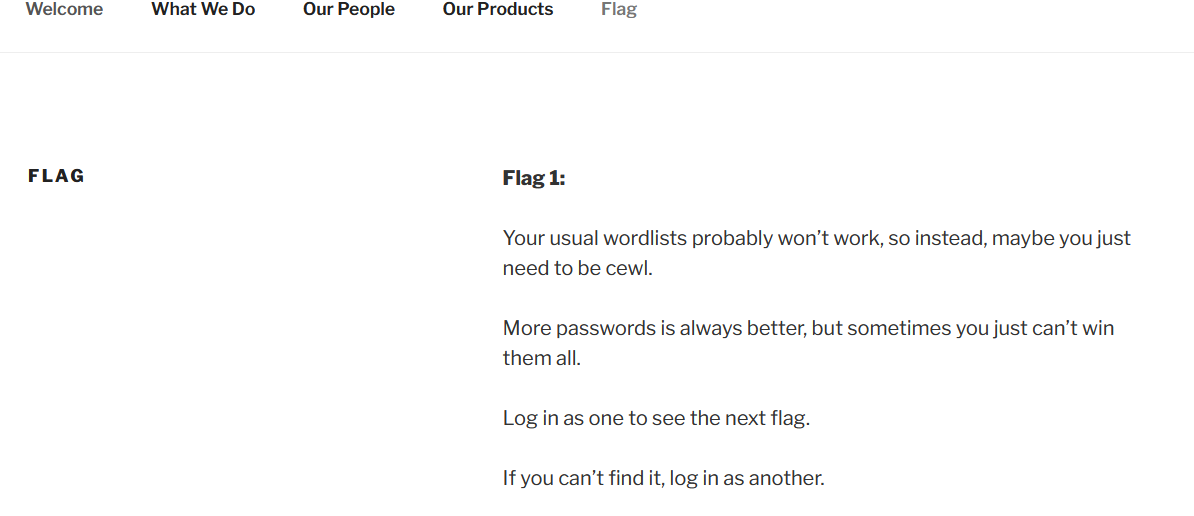 Welcome What We Do Our People Our Products Flag
FLAG
Flag 1:
Your usual wordlists probably won’t work, so instead, maybe you just
need to be cewl.
More passwords is always better, but sometimes you just can’t win
them all.
Log in as one to see the next flag.
If you can’t find it, log in as another.